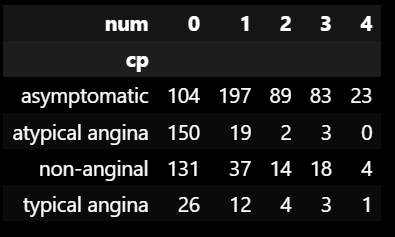 num 0 1 2 3 4
cp
asymptomatic 104 197 89 83 23
atypical angina 150 19 2 3 0
non-anginal 131 37 14 18 4
typical angina 26 12 4 3 1